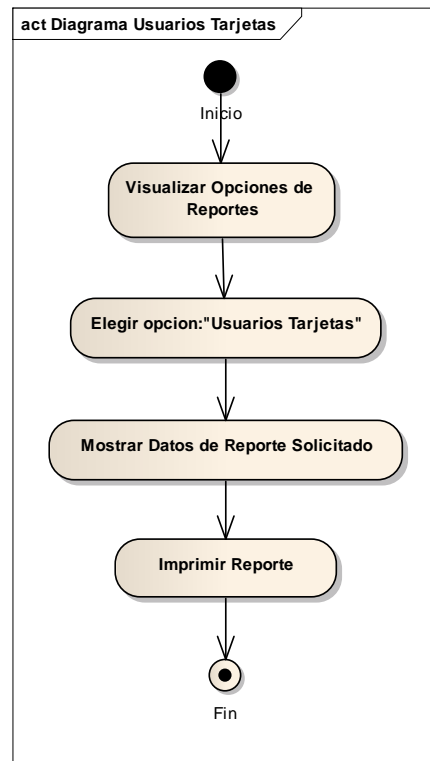 act Diagrama Usuarios Tarjetas
Inicio
Visualizar Opciones de
Reportes
Elegir opcion:"Usuarios Tarjetas"
Mostrar Datos de Reporte Solicitado
Imprimir Reporte
Fin